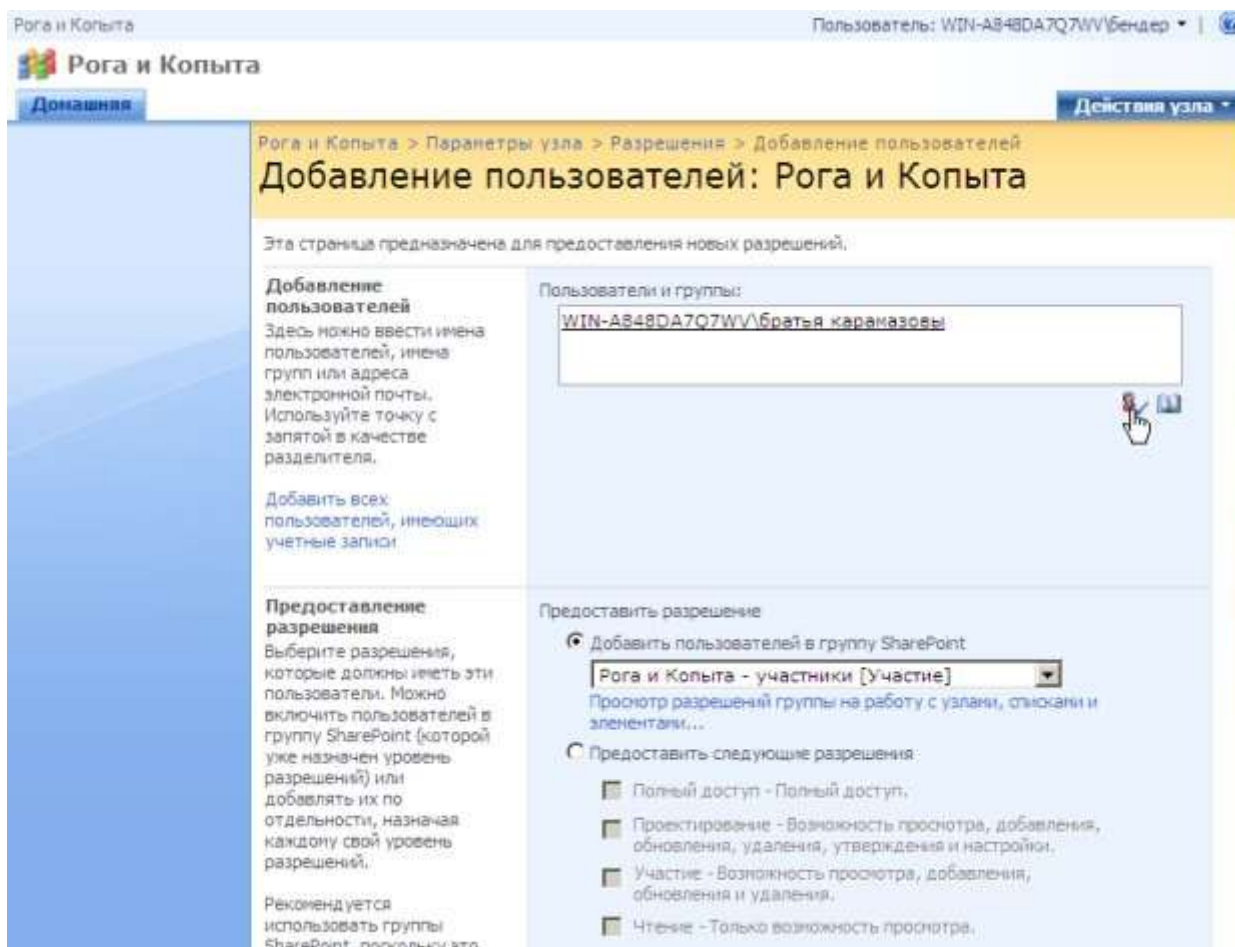 Рога и Копыта
Пользователь: WIN-A848DA7Q7WV\бендер
Рога и Копыта
Домашняя
Действия узла
Рога и Копыта > Параметры узла > Разрешения > Добавление пользователей
Добавление пользователей: Рога и Копыта
Эта страница предназначена для предоставления новых разрешений.
Добавление
пользователей
Здесь можно ввести имена
пользователей, имена
групп или адреса
электронной почты.
Используйте точку с
запятой в качестве
разделителя.
Добавить всех
пользователей, имеющих
учетные записи
Пользователи и группы:
WIN-A848DA7Q7WV\братья карамазовы
Предоставление
разрешения
Выберите разрешения,
которые должны иметь эти
пользователи. Можно
включить пользователей в
группу SharePoint (которой
уже назначен уровень
разрешений) или
добавлять их по
отдельности, назначая
каждому свой уровень
разрешений.
Рекомендуется
использовать группы
SharePoint, поскольку это
Предоставить разрешение
Добавить пользователей в группу SharePoint
Рога и Копыта - участники [Участие]
Просмотр разрешений группы на работу с узлами, списками и
элементами...
Предоставить следующие разрешения
Полный доступ - Полный доступ.
Проектирование - Возможность просмотра, добавления,
обновления, удаления, утверждения и настройки.
Участие - Возможность просмотра, добавления,
обновления и удаления.
Чтение - Только возможность просмотра.